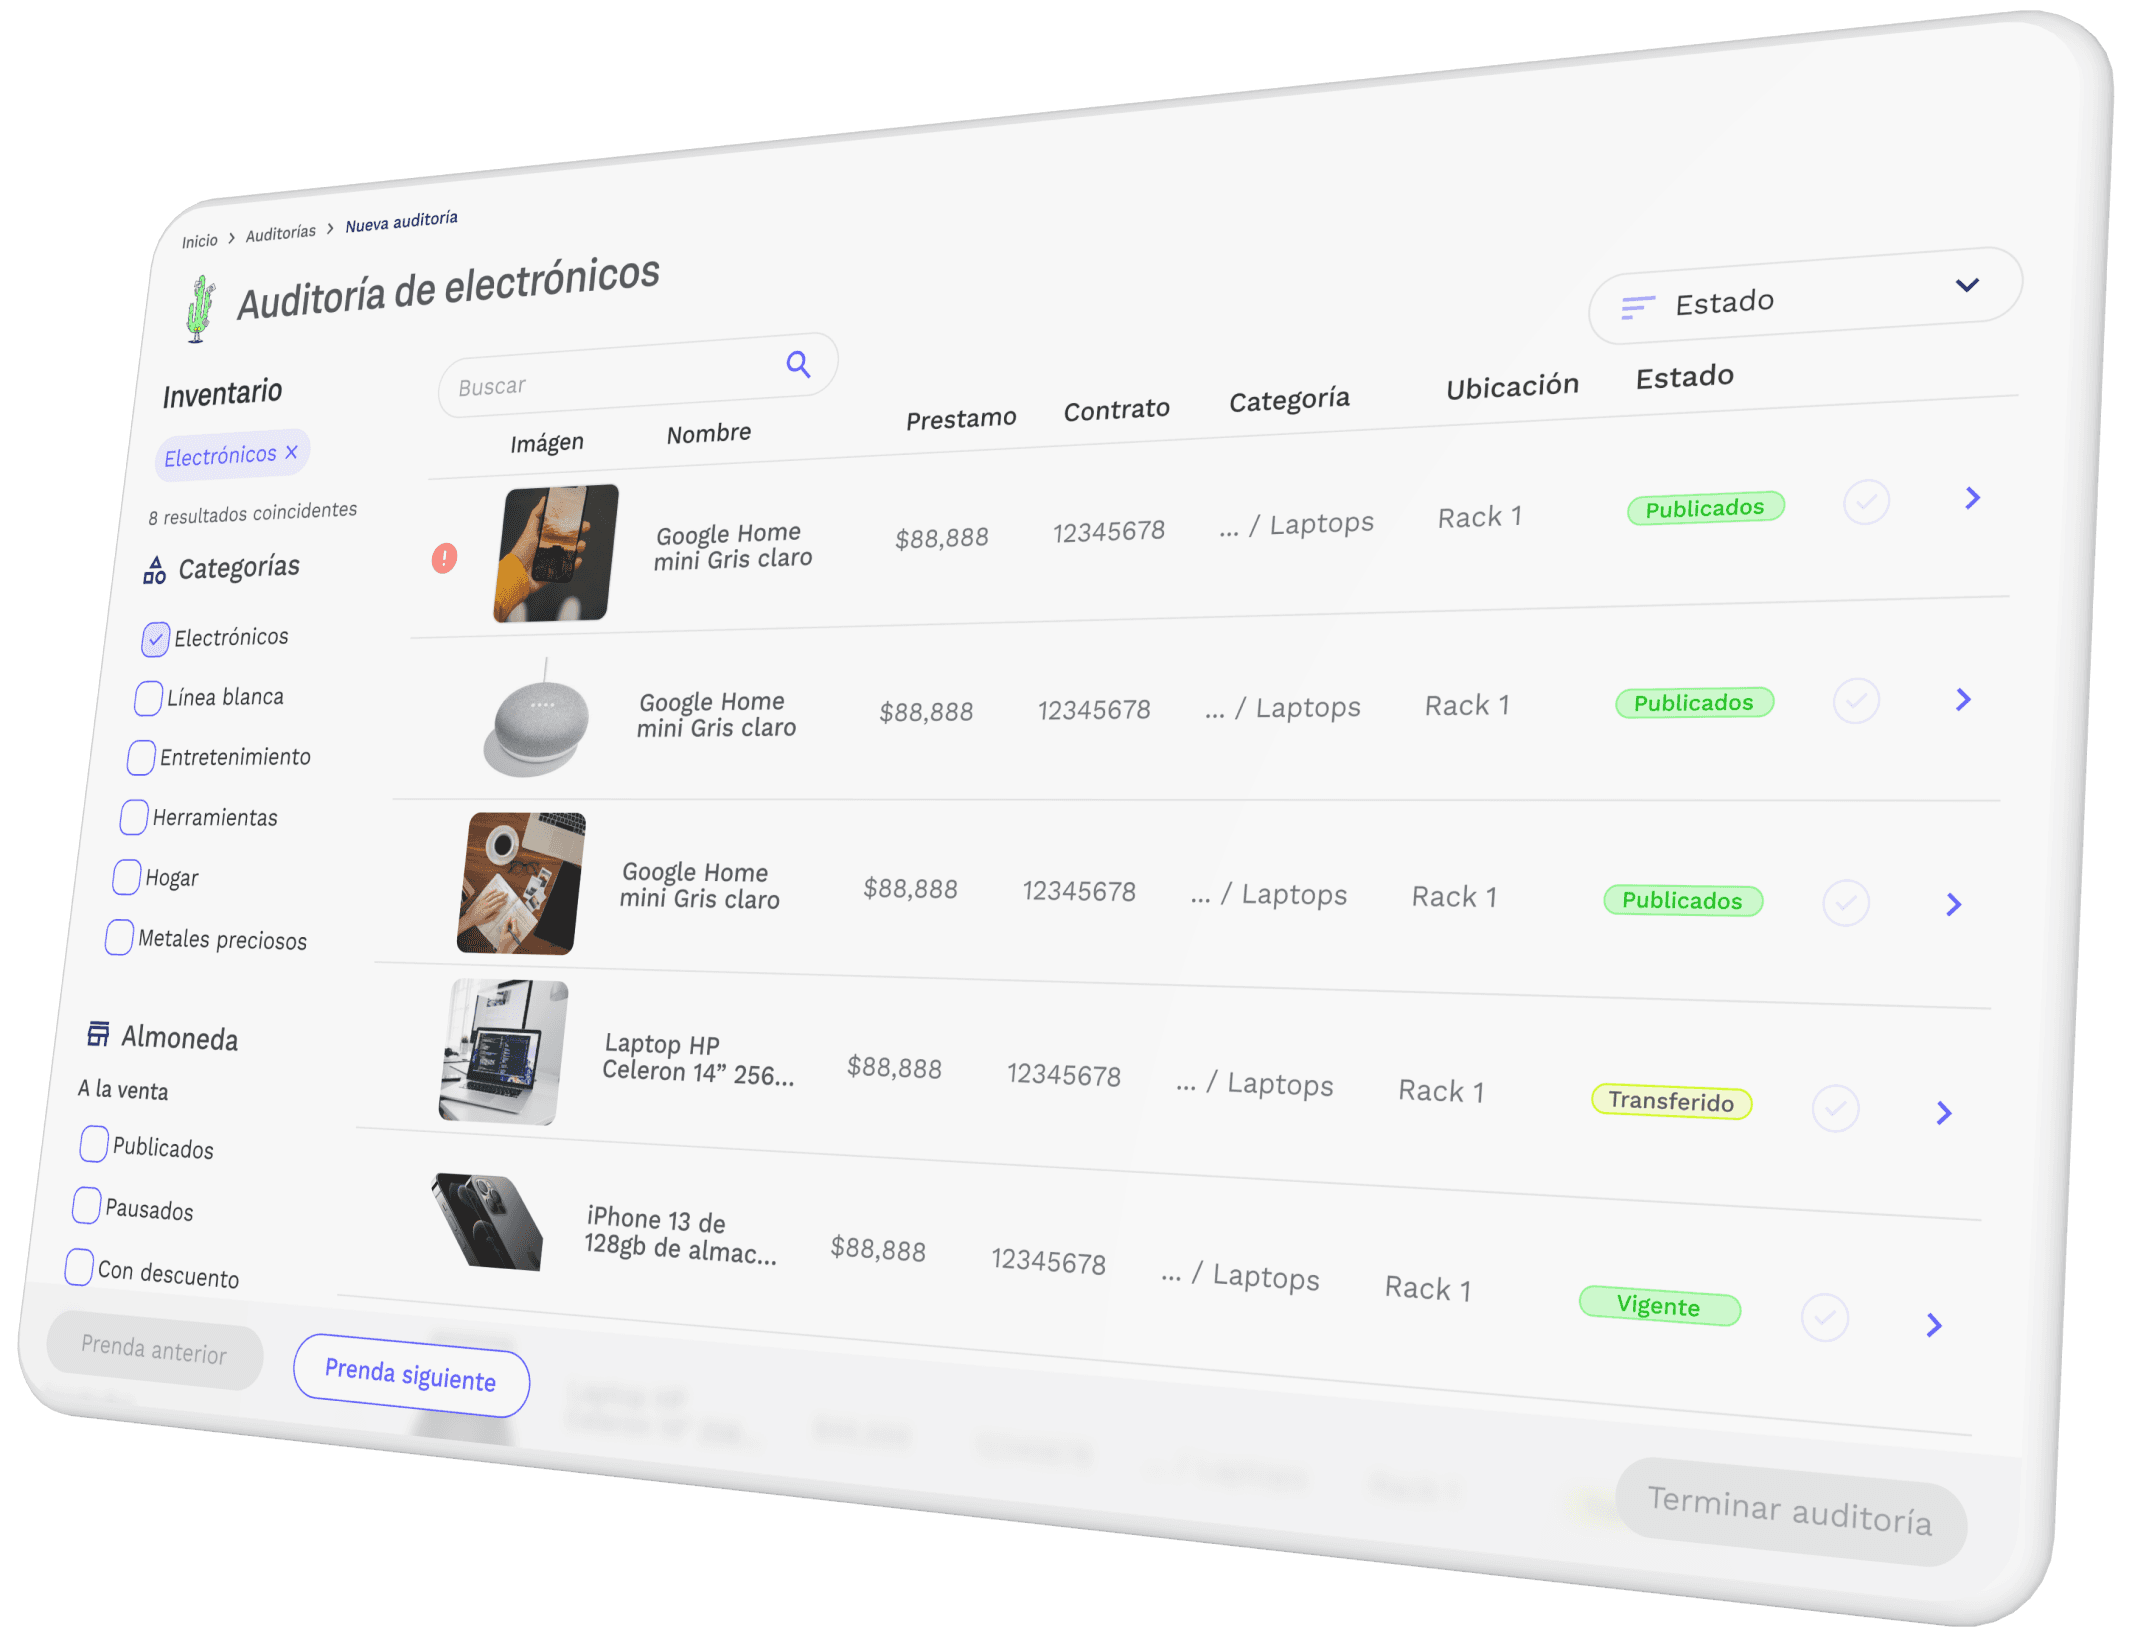 Inicio > Auditorías > Nueva auditoría
Auditoría de electrónicos
Estado
Inventario
Electrónicos ×
8 resultados coincidentes
Categorías
Electrónicos
Línea blanca
Entretenimiento
Herramientas
Hogar
Metales preciosos
Almoneda
A la venta
Publicados
Pausados
Con descuento
Buscar
Imágen Nombre Prestamo Contrato Categoría Ubicación Estado
Google Home
mini Gris claro
$88,888 12345678 ... / Laptops Rack 1 Publicados
Google Home
mini Gris claro
$88,888 12345678 ... / Laptops Rack 1 Publicados
Google Home
mini Gris claro
$88,888 12345678 ... / Laptops Rack 1 Publicados
Laptop HP
Celeron 14” 256...
$88,888 12345678 ... / Laptops Rack 1 Transferido
iPhone 13 de
128gb de almac...
$88,888 12345678 ... / Laptops Rack 1 Vigente
Prenda anterior
Prenda siguiente
Terminar auditoría